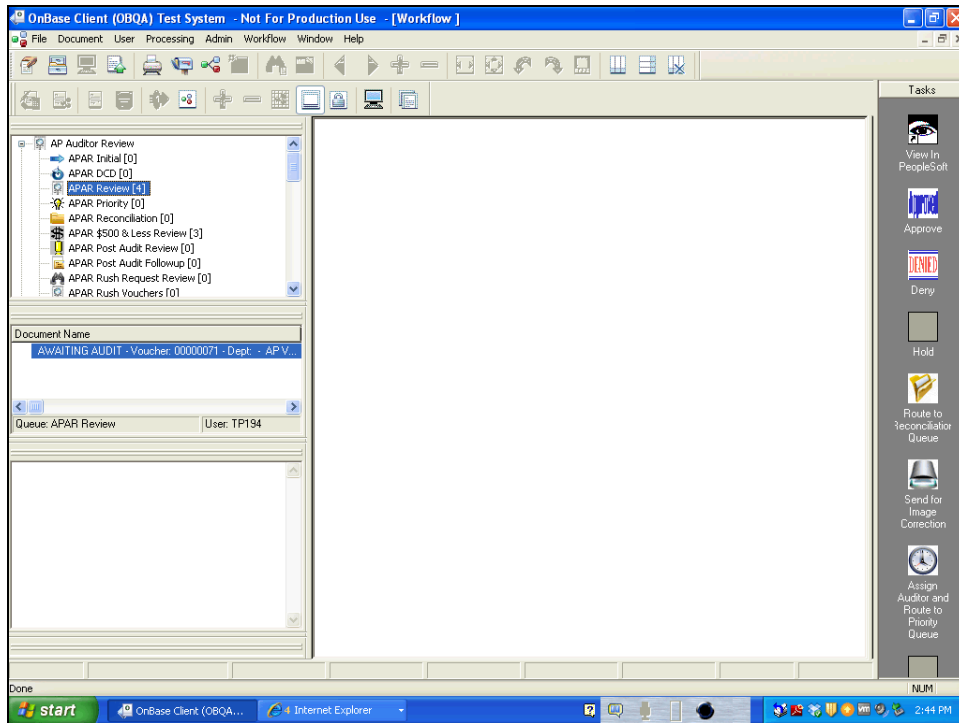 OnBase Client (OBQA) Test System - Not For Production Use - [Workflow ]
File Document User Processing Admin Workflow Window Help
Tasks
View In
PeopleSoft
Approved
Approve
DENIED
Deny
Hold
Route to
Reconciliation
Queue
Send for
Image
Correction
Assign
Auditor and
Route to
Priority
Queue
AP Auditor Review
APAR Initial [0]
APAR DCD [0]
APAR Review [4]
APAR Priority [0]
APAR Reconciliation [0]
APAR $500 & Less Review [3]
APAR Post Audit Review [0]
APAR Post Audit Followup [0]
APAR Rush Request Review [0]
APAR Rush Vouchers [0]
Document Name
AWAITING AUDIT - Voucher: 00000071 - Dept: - AP V...
Queue: APAR Review User: TP194
Done NUM
start OnBase Client (OBQA... 4 Internet Explorer 2:44 PM